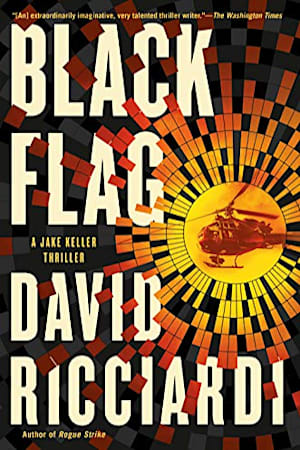 "[An] extraordinarily imaginative, very talented thriller writer."—The Washington Times
BLACK
FLAG
A JAKE KELLER
THRILLER
DAVID
RICCIARDI
Author of Rogue Strike